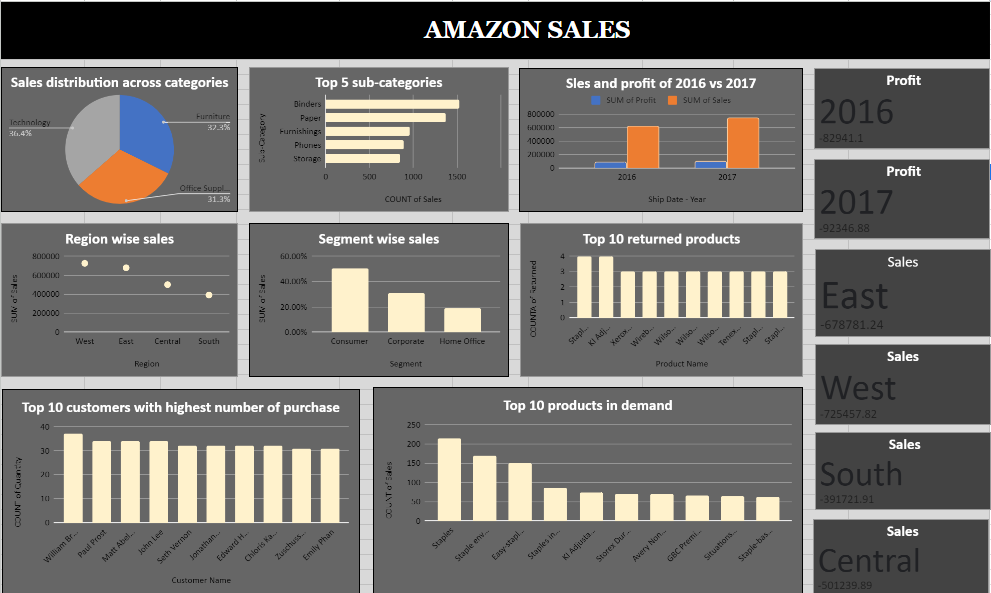 AMAZON SALES
Sales distribution across categories
Technology
36.4%
Furniture
32.3%
Office Suppl...
31.3%
Top 5 sub-categories
Sub-Category
Binders
Paper
Furnishings
Phones
Storage
0 500 1000 1500
COUNT of Sales
Sles and profit of 2016 vs 2017
SUM of Profit SUM of Sales
800000
600000
400000
200000
0
2016 2017
Ship Date - Year
Profit
2016
-82941.1
Profit
2017
-92346.88
Region wise sales
SUM of Sales
800000
600000
400000
200000
0
West East Central South
Region
Segment wise sales
SUM of Sales
60.00%
40.00%
20.00%
0.00%
Consumer Corporate Home Office
Segment
Top 10 returned products
COUNTA of Returned
4
3
2
1
0
Stapl... KI Adj... Xerox... Wireb... Wilso... Wilso... Wilso... Tenex... Stapl... Stapl...
Product Name
Sales
East
-678781.24
Sales
West
-725457.82
Top 10 customers with highest number of purchase
COUNT of Quantity
40
30
20
10
0
William Br... Paul Prost Matt Abel... John Lee Seth Vernon Jonathan... Edward H... Chloris Ka... Zuschuis... Emily Phan
Customer Name
Top 10 products in demand
COUNT of Sales
250
200
150
100
50
0
Staples Staple env... Easy-stapl... Staples in... KI Adjusta... Storex Dur... Avery Non... GBC Premi... Situations... Staple-bas...
Sales
South
-391721.91
Sales
Central
-501239.89